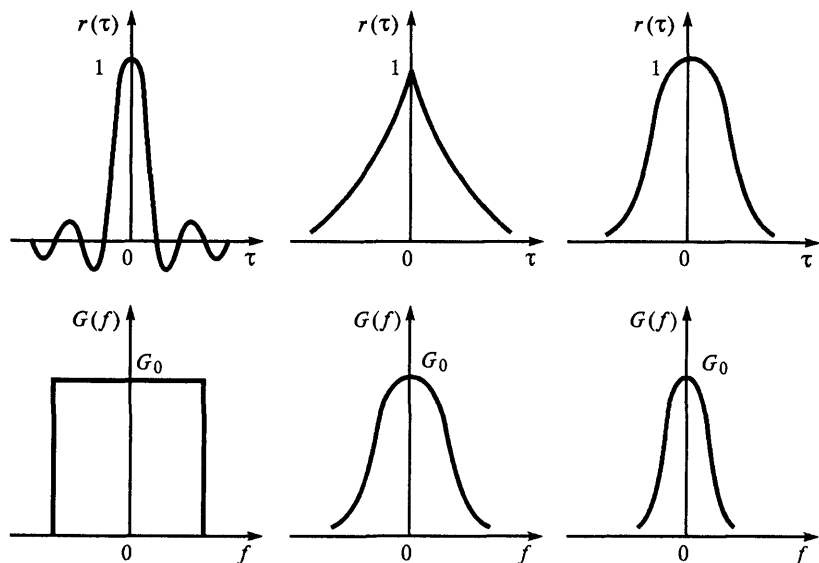 r(τ) r(τ) r(τ)
1 1 1
0 τ 0 τ 0 τ
G(f) G(f) G(f)
G₀ G₀ G₀
0 f 0 f 0 f